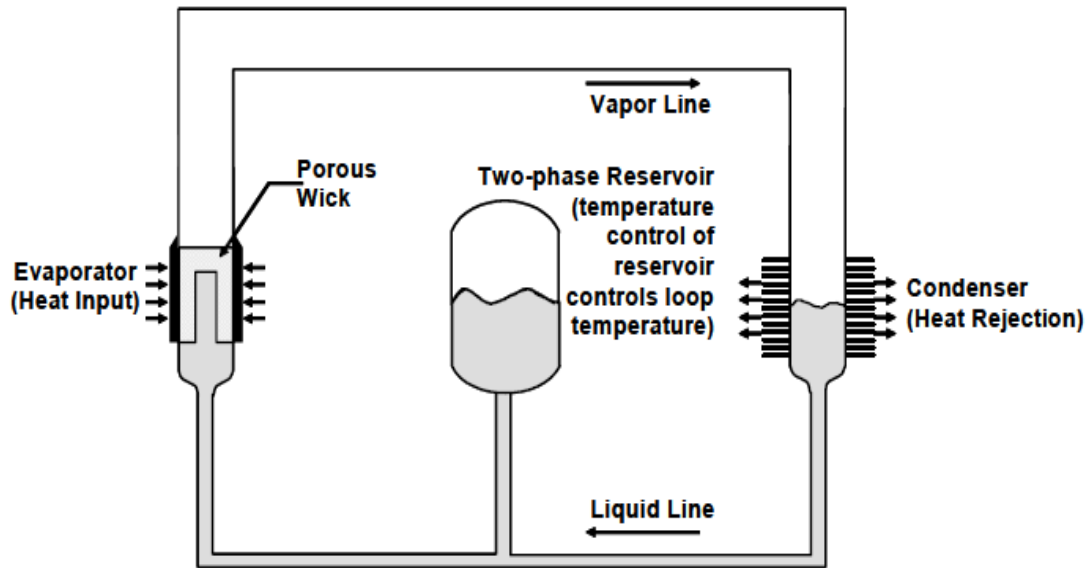 Vapor Line
Porous
Wick
Two-phase Reservoir
(temperature
control of
reservoir
controls loop
temperature)
Evaporator
(Heat Input)
Condenser
(Heat Rejection)
Liquid Line